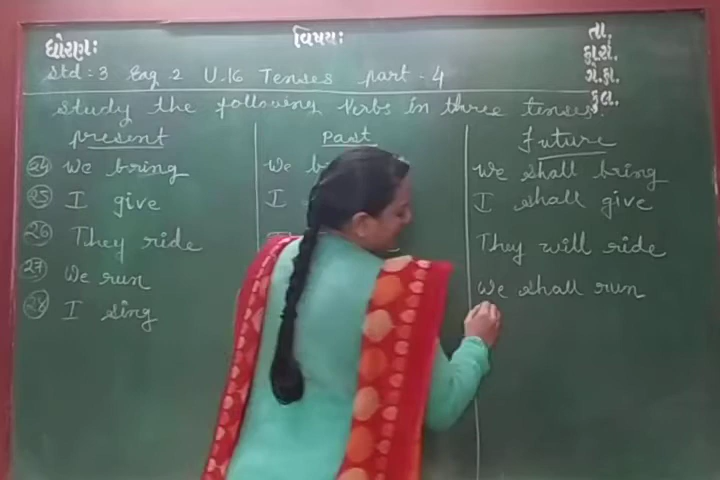 ધોરણઃ વિષયઃ તા.
કુ.સં.
ગે.હા.
કુલ.
Std : 3 Eng. 2 U-16 Tenses part - 4
Study the following Verbs in three tenses.
present Past future
24 We bring We We shall bring
25 I give I I shall give
26 They ride They will ride
27 We run We shall run
28 I sing